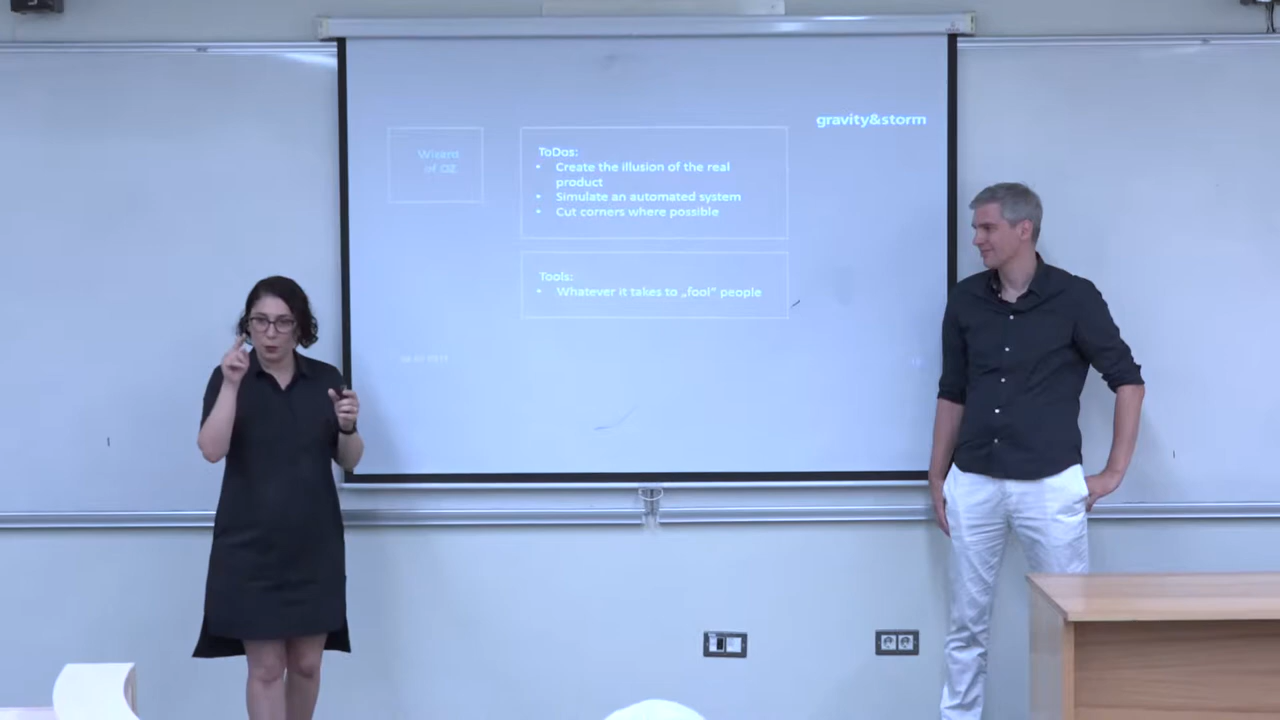 gravity&storm
Wizard
of OZ
ToDos:
• Create the illusion of the real
product
• Simulate an automated system
• Cut corners where possible
Tools:
• Whatever it takes to „fool" people